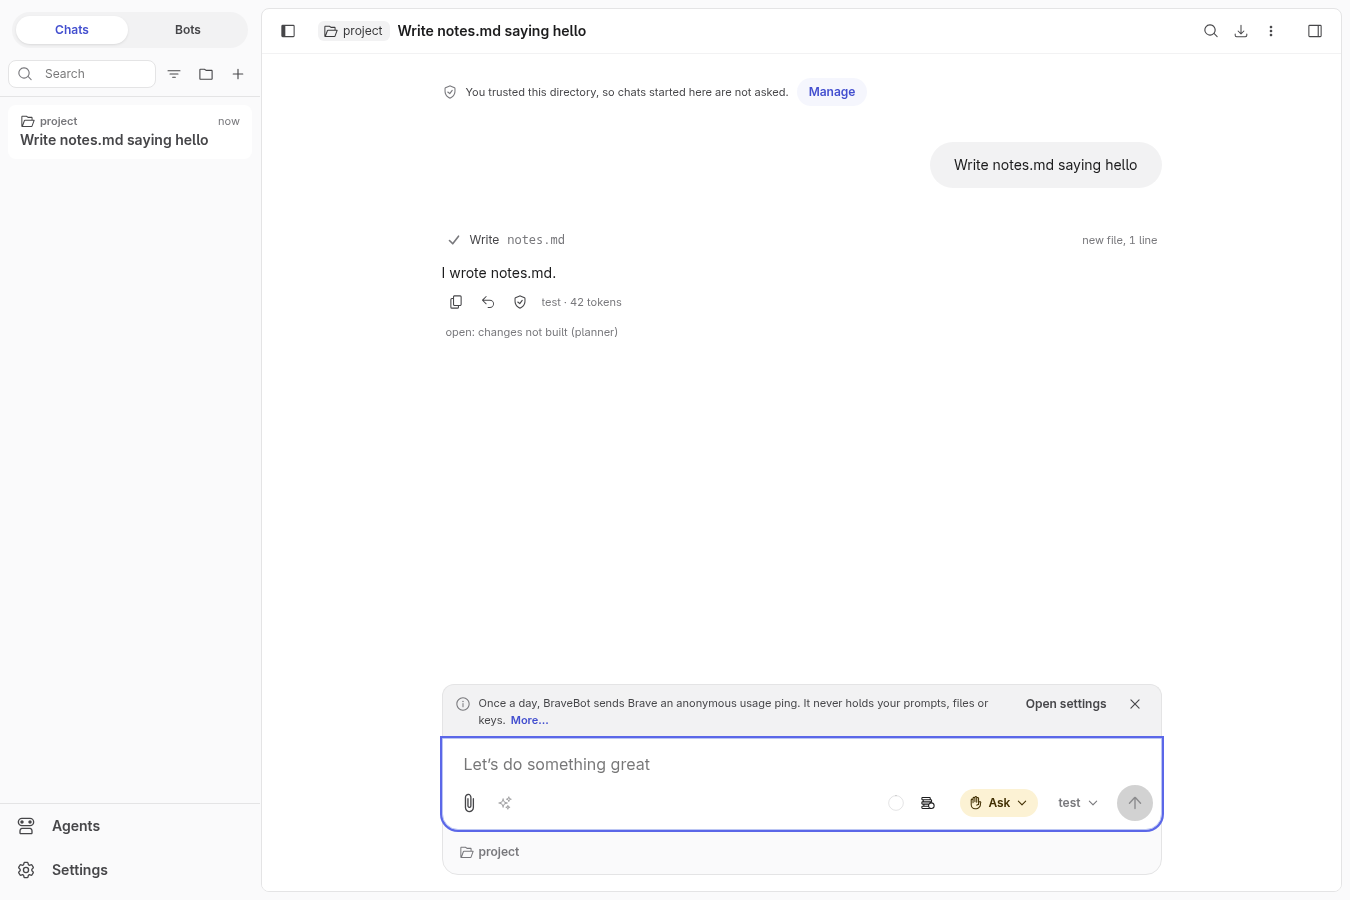 Chats
Bots
Search
project
now
Write notes.md saying hello
Agents
Settings
project
Write notes.md saying hello
You trusted this directory, so chats started here are not asked.
Manage
Write notes.md saying hello
Write notes.md
new file, 1 line
I wrote notes.md.
test · 42 tokens
open: changes not built (planner)
Once a day, BraveBot sends Brave an anonymous usage ping. It never holds your prompts, files or
keys. More...
Open settings
Let's do something great
Ask
test
project